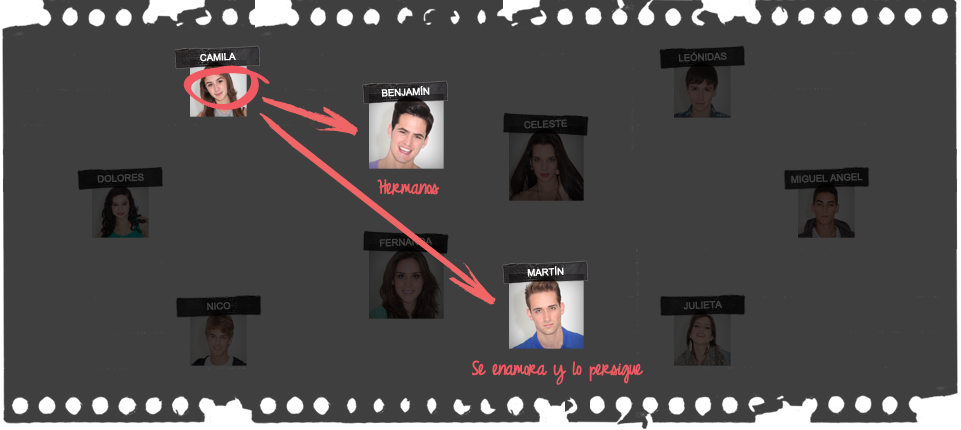 CAMILA
LEÓNIDAS
BENJAMÍN
CELESTE
DOLORES
MIGUEL ANGEL
Hermanos
FERNANDA
MARTÍN
NICO
JULIETA
Se enamora y lo persigue